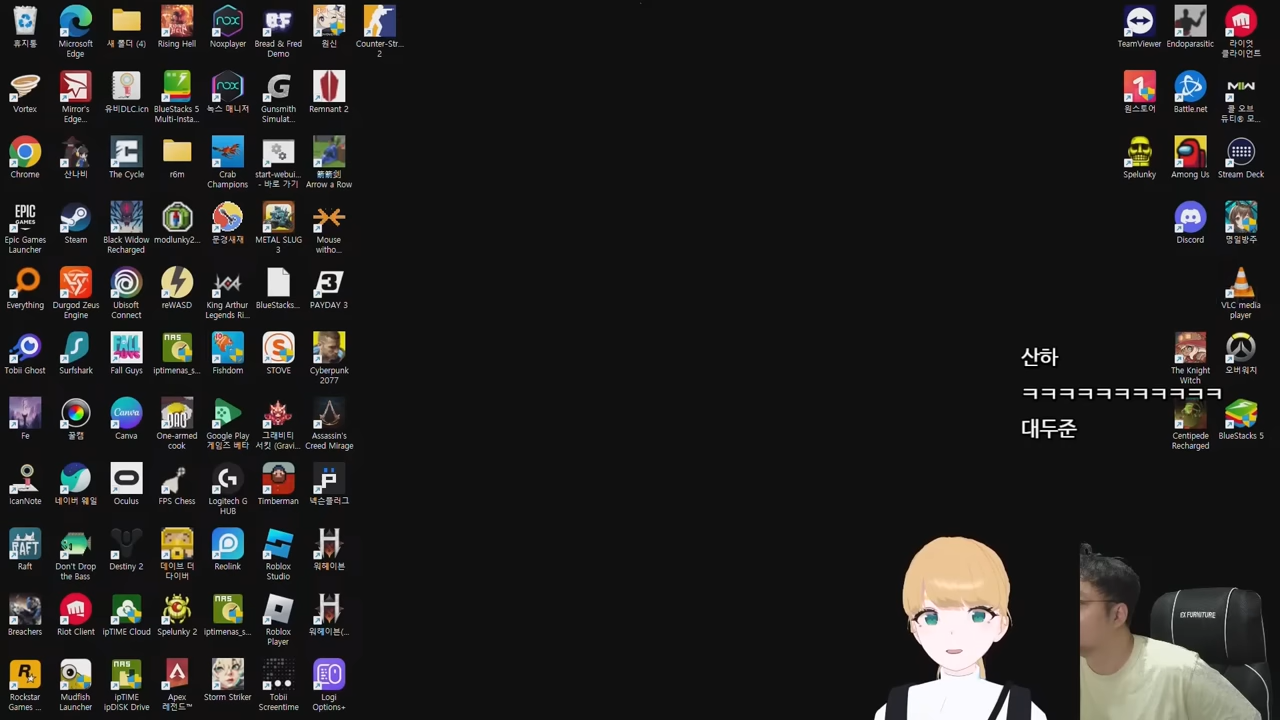 휴지통
Microsoft
Edge
새 폴더 (4)
Rising Hell
Noxplayer
Bread & Fred
Demo
원신
Counter-Str...
2
Vortex
Mirror's
Edge...
유비DLC.icn
BlueStacks 5
Multi-Insta...
녹스 매니저
Gunsmith
Simulat...
Remnant 2
Chrome
산나비
The Cycle
r6m
Crab
Champions
start-webui...
- 바로 가기
箭箭剑
Arrow a Row
Epic Games
Launcher
Steam
Black Widow
Recharged
modlunky2...
문경새재
METAL SLUG
3
Mouse
witho...
Everything
Durgod Zeus
Engine
Ubisoft
Connect
reWASD
King Arthur
Legends Ri...
BlueStacks...
PAYDAY 3
Tobii Ghost
Surfshark
Fall Guys
iptimenas_s...
Fishdom
STOVE
Cyberpunk
2077
Fe
꿀캠
Canva
One-armed
cook
Google Play
게임즈 베타
그래비티
서킷 (Gravi...
Assassin's
Creed Mirage
IcanNote
네이버 웨일
Oculus
FPS Chess
Logitech G
HUB
Timberman
넥슨플러그
Raft
Don't Drop
the Bass
Destiny 2
데이브 더
다이버
Reolink
Roblox
Studio
워헤이븐
Breachers
Riot Client
ipTIME Cloud
Spelunky 2
iptimenas_s...
Roblox
Player
워헤이븐(...
Rockstar
Games ...
Mudfish
Launcher
ipTIME
ipDISK Drive
Apex
레전드™
Storm Striker
Tobii
Screentime
Logi
Options+
TeamViewer
Endoparasitic
라이엇
클라이언트
원스토어
Battle.net
콜 오브
듀티® 모...
Spelunky
Among Us
Stream Deck
Discord
명일방주
VLC media
player
The Knight
Witch
오버워치
Centipede
Recharged
BlueStacks 5
산하
ㅋㅋㅋㅋㅋㅋㅋㅋㅋㅋㅋ
대두준
EX FURNITURE